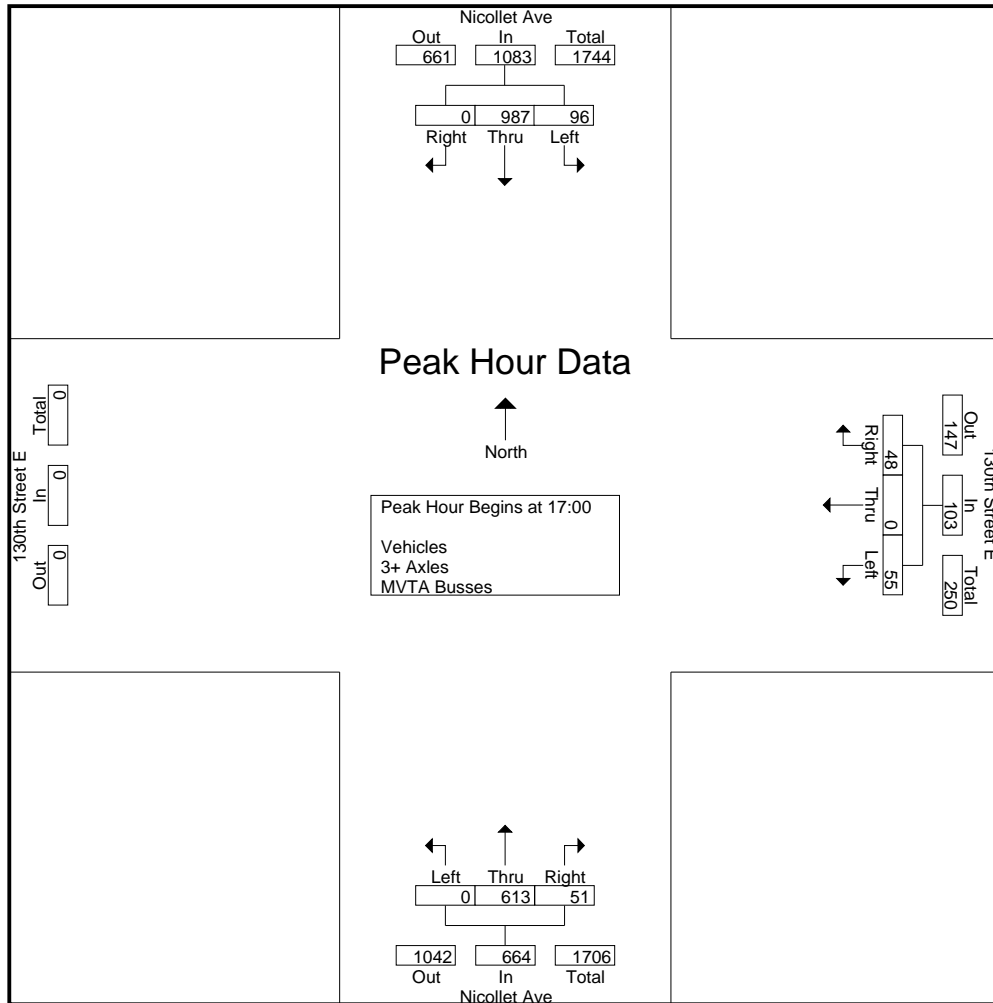 Nicollet Ave
Out In Total
661 1083 1744
0 987 96
Right Thru Left
Peak Hour Data
North
Peak Hour Begins at 17:00
Vehicles
3+ Axles
MVTA Busses
130th Street E
Out In Total
0 0 0
130th Street E
Out In Total
147 103 250
48 0 55
Right Thru Left
Left Thru Right
0 613 51
1042 664 1706
Out In Total
Nicollet Ave